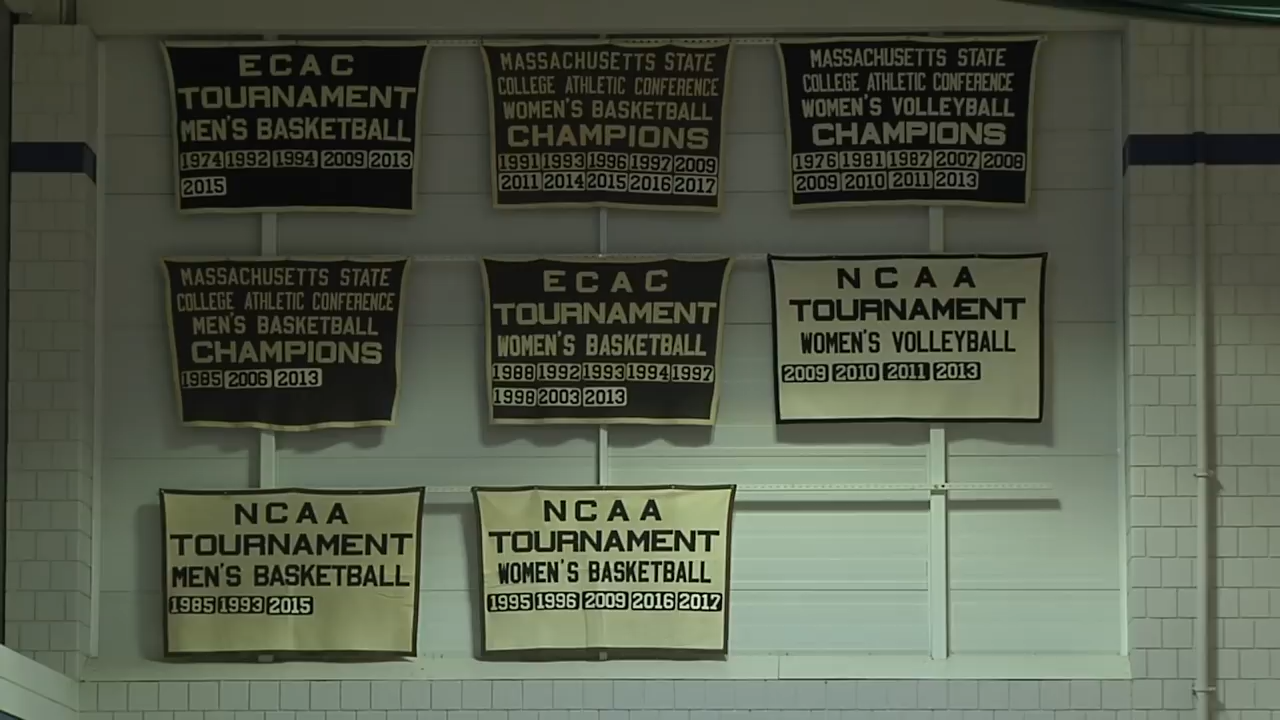 ECAC
TOURNAMENT
MEN'S BASKETBALL
1974 1992 1994 2009 2013
2015
MASSACHUSETTS STATE
COLLEGE ATHLETIC CONFERENCE
WOMEN'S BASKETBALL
CHAMPIONS
1991 1993 1996 1997 2009
2011 2014 2015 2016 2017
MASSACHUSETTS STATE
COLLEGE ATHLETIC CONFERENCE
WOMEN'S VOLLEYBALL
CHAMPIONS
1976 1981 1987 2007 2008
2009 2010 2011 2013
MASSACHUSETTS STATE
COLLEGE ATHLETIC CONFERENCE
MEN'S BASKETBALL
CHAMPIONS
1985 2006 2013
ECAC
TOURNAMENT
WOMEN'S BASKETBALL
1988 1992 1993 1994 1997
1998 2003 2013
NCAA
TOURNAMENT
WOMEN'S VOLLEYBALL
2009 2010 2011 2013
NCAA
TOURNAMENT
MEN'S BASKETBALL
1985 1993 2015
NCAA
TOURNAMENT
WOMEN'S BASKETBALL
1995 1996 2009 2016 2017